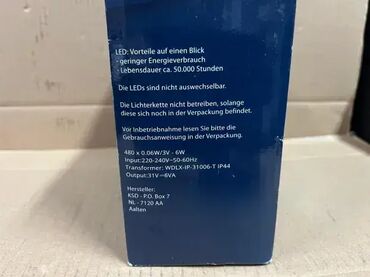 LED: Vorteile auf einen Blick
- geringer Energieverbrauch
- Lebensdauer ca. 50.000 Stunden
Die LEDs sind nicht auswechselbar.
Die Lichterkette nicht betreiben, solange
diese sich noch in der Verpackung befindet.
Vor Inbetriebnahme lesen Sie bitte die
Gebrauchsanweisung in der Verpackung.
480 x 0.06W/3V - 6W
Input:220-240V~50-60Hz
Transformer: WDLX-IP-31006-T IP44
Output:31V ⎓6VA
Hersteller:
KSD - P.O. Box 7
NL - 7120 AA
Aalten